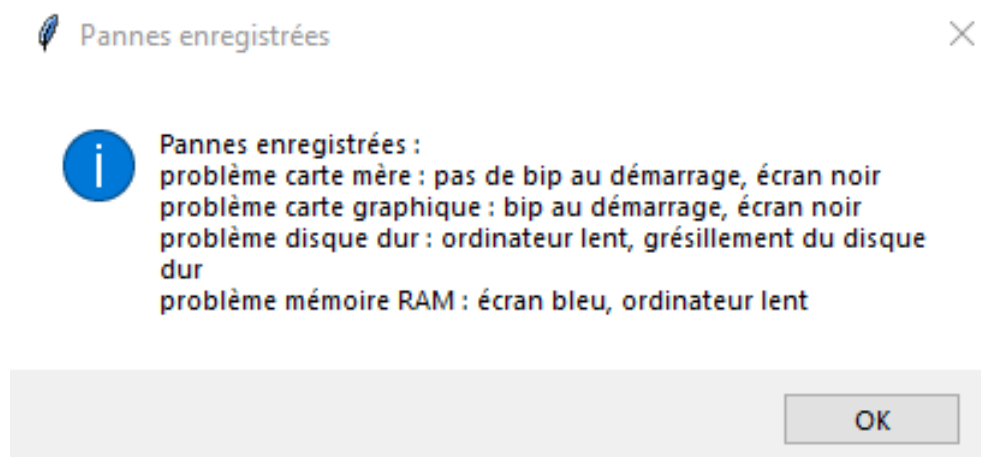 Pannes enregistrées
Pannes enregistrées :
problème carte mère : pas de bip au démarrage, écran noir
problème carte graphique : bip au démarrage, écran noir
problème disque dur : ordinateur lent, grésillement du disque
dur
problème mémoire RAM : écran bleu, ordinateur lent
OK